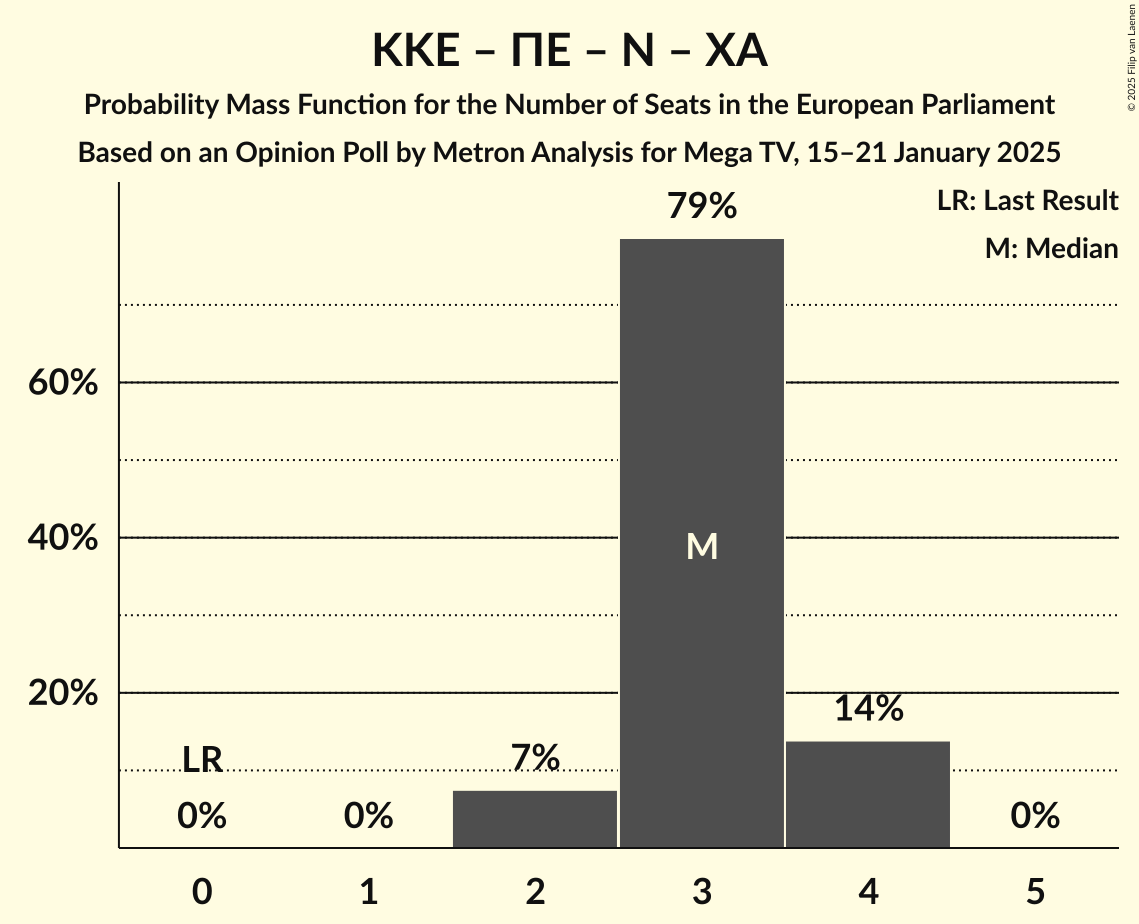 ΚΚΕ – ΠΕ – Ν – ΧΑ
Probability Mass Function for the Number of Seats in the European Parliament
Based on an Opinion Poll by Metron Analysis for Mega TV, 15–21 January 2025
© 2025 Filip van Laenen
LR: Last Result
M: Median
79%
60%
40%
M
20%
14%
LR
7%
0%
0%
0%
0
1
2
3
4
5